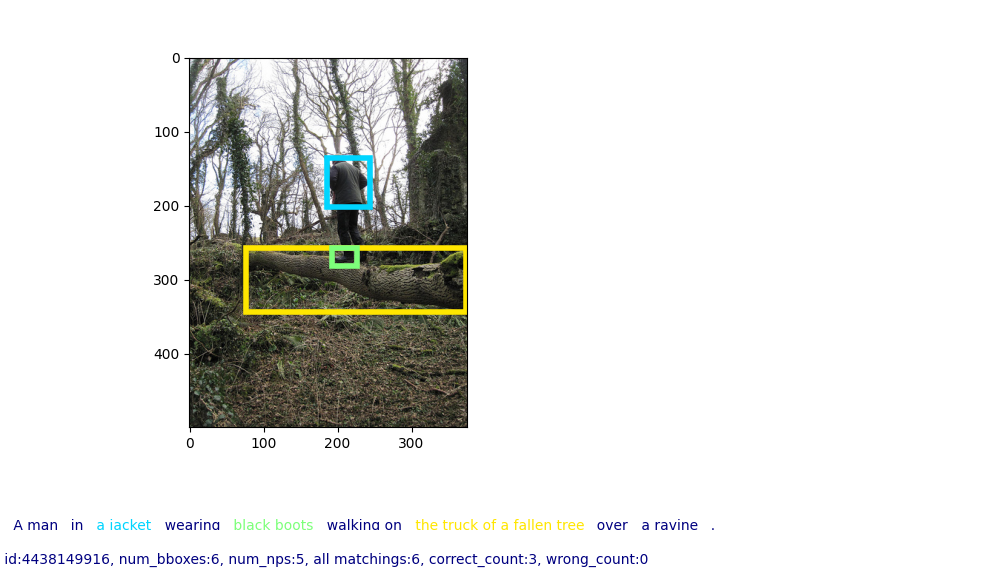 0
100
200
300
400
0 100 200 300
A man in a jacket wearing black boots walking on the truck of a fallen tree over a ravine .
id:4438149916, num_bboxes:6, num_nps:5, all matchings:6, correct_count:3, wrong_count:0